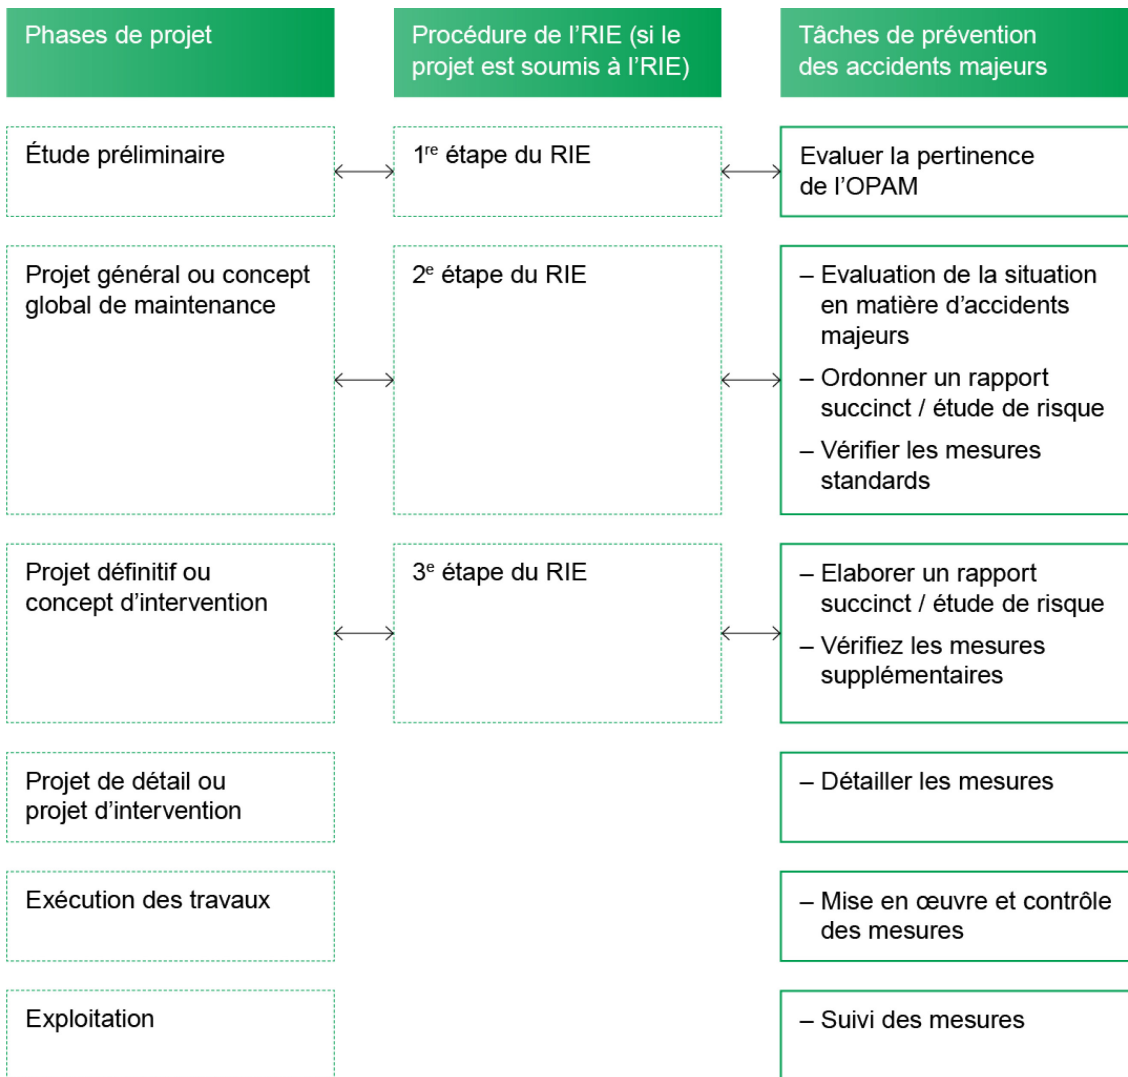 Phases de projet
Procédure de l’RIE (si le
projet est soumis à l’RIE)
Tâches de prévention
des accidents majeurs
Étude préliminaire
1re étape du RIE
Evaluer la pertinence
de l’OPAM
Projet général ou concept
global de maintenance
2e étape du RIE
– Evaluation de la situation
en matière d’accidents
majeurs
– Ordonner un rapport
succinct / étude de risque
– Vérifier les mesures
standards
Projet définitif ou
concept d’intervention
3e étape du RIE
– Elaborer un rapport
succinct / étude de risque
– Vérifiez les mesures
supplémentaires
Projet de détail ou
projet d’intervention
– Détailler les mesures
Exécution des travaux
– Mise en œuvre et contrôle
des mesures
Exploitation
– Suivi des mesures